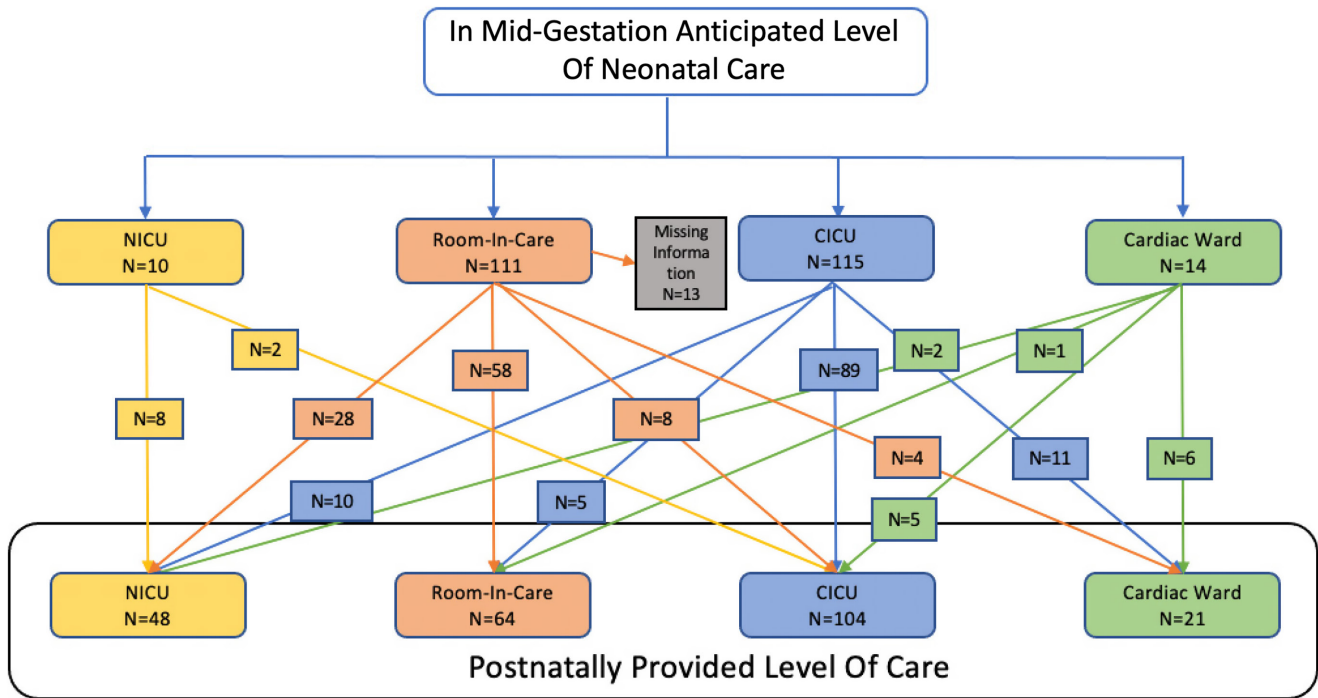 In Mid-Gestation Anticipated Level
Of Neonatal Care
NICU
N=10
Room-In-Care
N=111
Missing
Informa
tion
N=13
CICU
N=115
Cardiac Ward
N=14
N=2
N=58
N=89
N=2
N=1
N=8
N=28
N=8
N=4
N=11
N=6
N=10
N=5
N=5
NICU
N=48
Room-In-Care
N=64
CICU
N=104
Cardiac Ward
N=21
Postnatally Provided Level Of Care